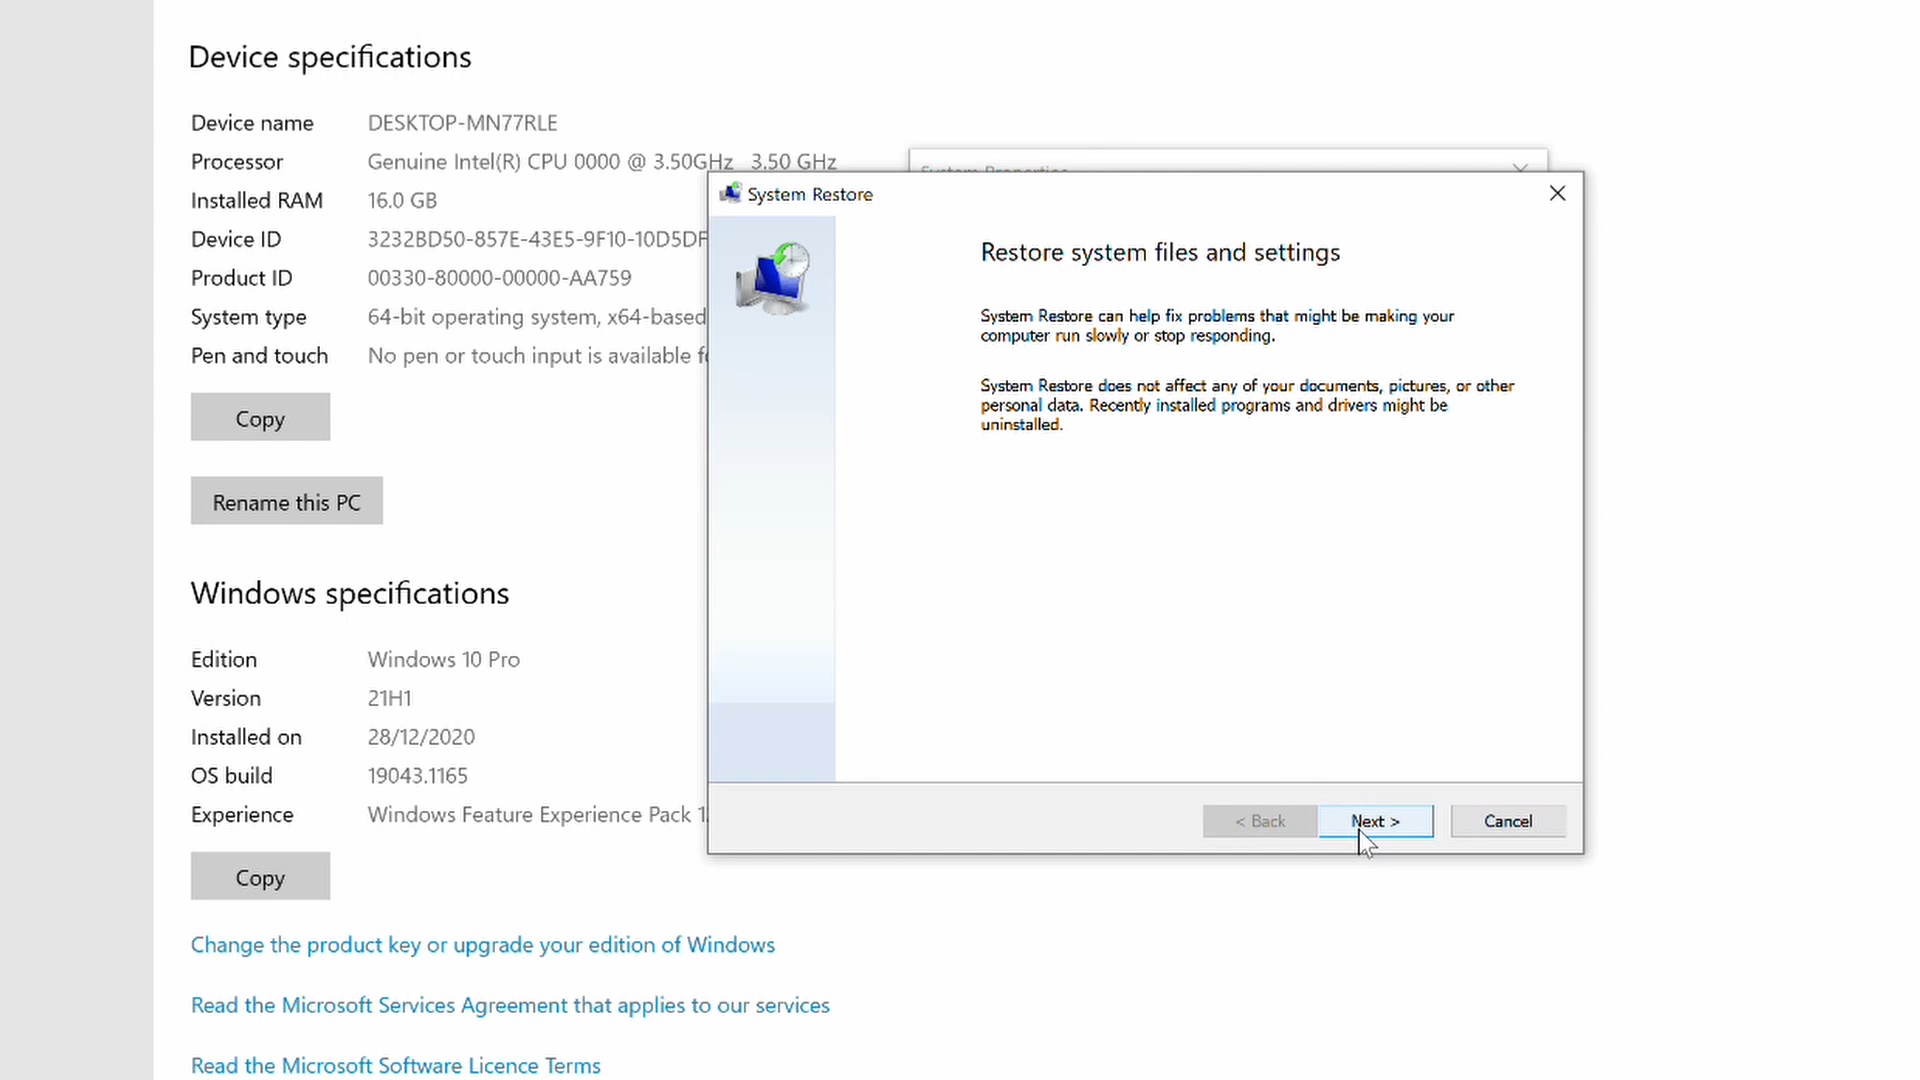 Device specifications
Device name DESKTOP-MN77RLE
Processor Genuine Intel(R) CPU 0000 @ 3.50GHz 3.50 GHz
Installed RAM 16.0 GB
Device ID 3232BD50-857E-43E5-9F10-10D5DF
Product ID 00330-80000-00000-AA759
System type 64-bit operating system, x64-based
Pen and touch No pen or touch input is available
Copy
Rename this PC
Windows specifications
Edition Windows 10 Pro
Version 21H1
Installed on 28/12/2020
OS build 19043.1165
Experience Windows Feature Experience Pack
Copy
Change the product key or upgrade your edition of Windows
Read the Microsoft Services Agreement that applies to our services
Read the Microsoft Software Licence Terms
System Properties
System Restore
Restore system files and settings
System Restore can help fix problems that might be making your
computer run slowly or stop responding.
System Restore does not affect any of your documents, pictures, or other
personal data. Recently installed programs and drivers might be
uninstalled.
< Back
Next >
Cancel